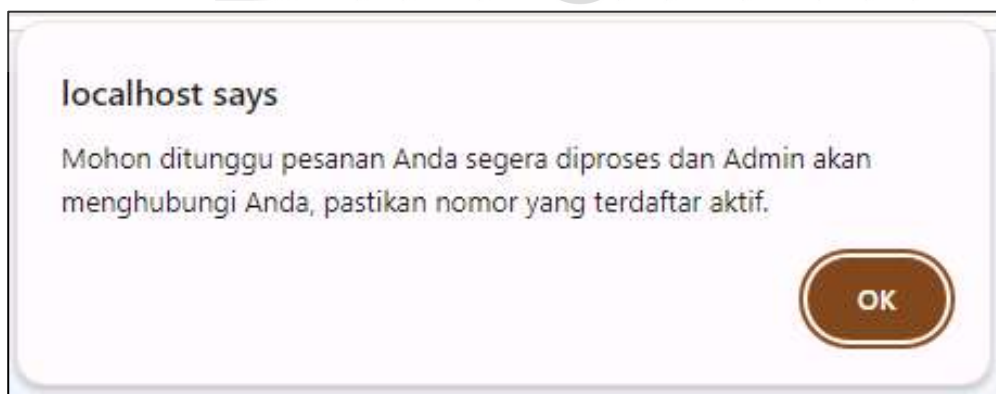 localhost says
Mohon ditunggu pesanan Anda segera diproses dan Admin akan
menghubungi Anda, pastikan nomor yang terdaftar aktif.
OK